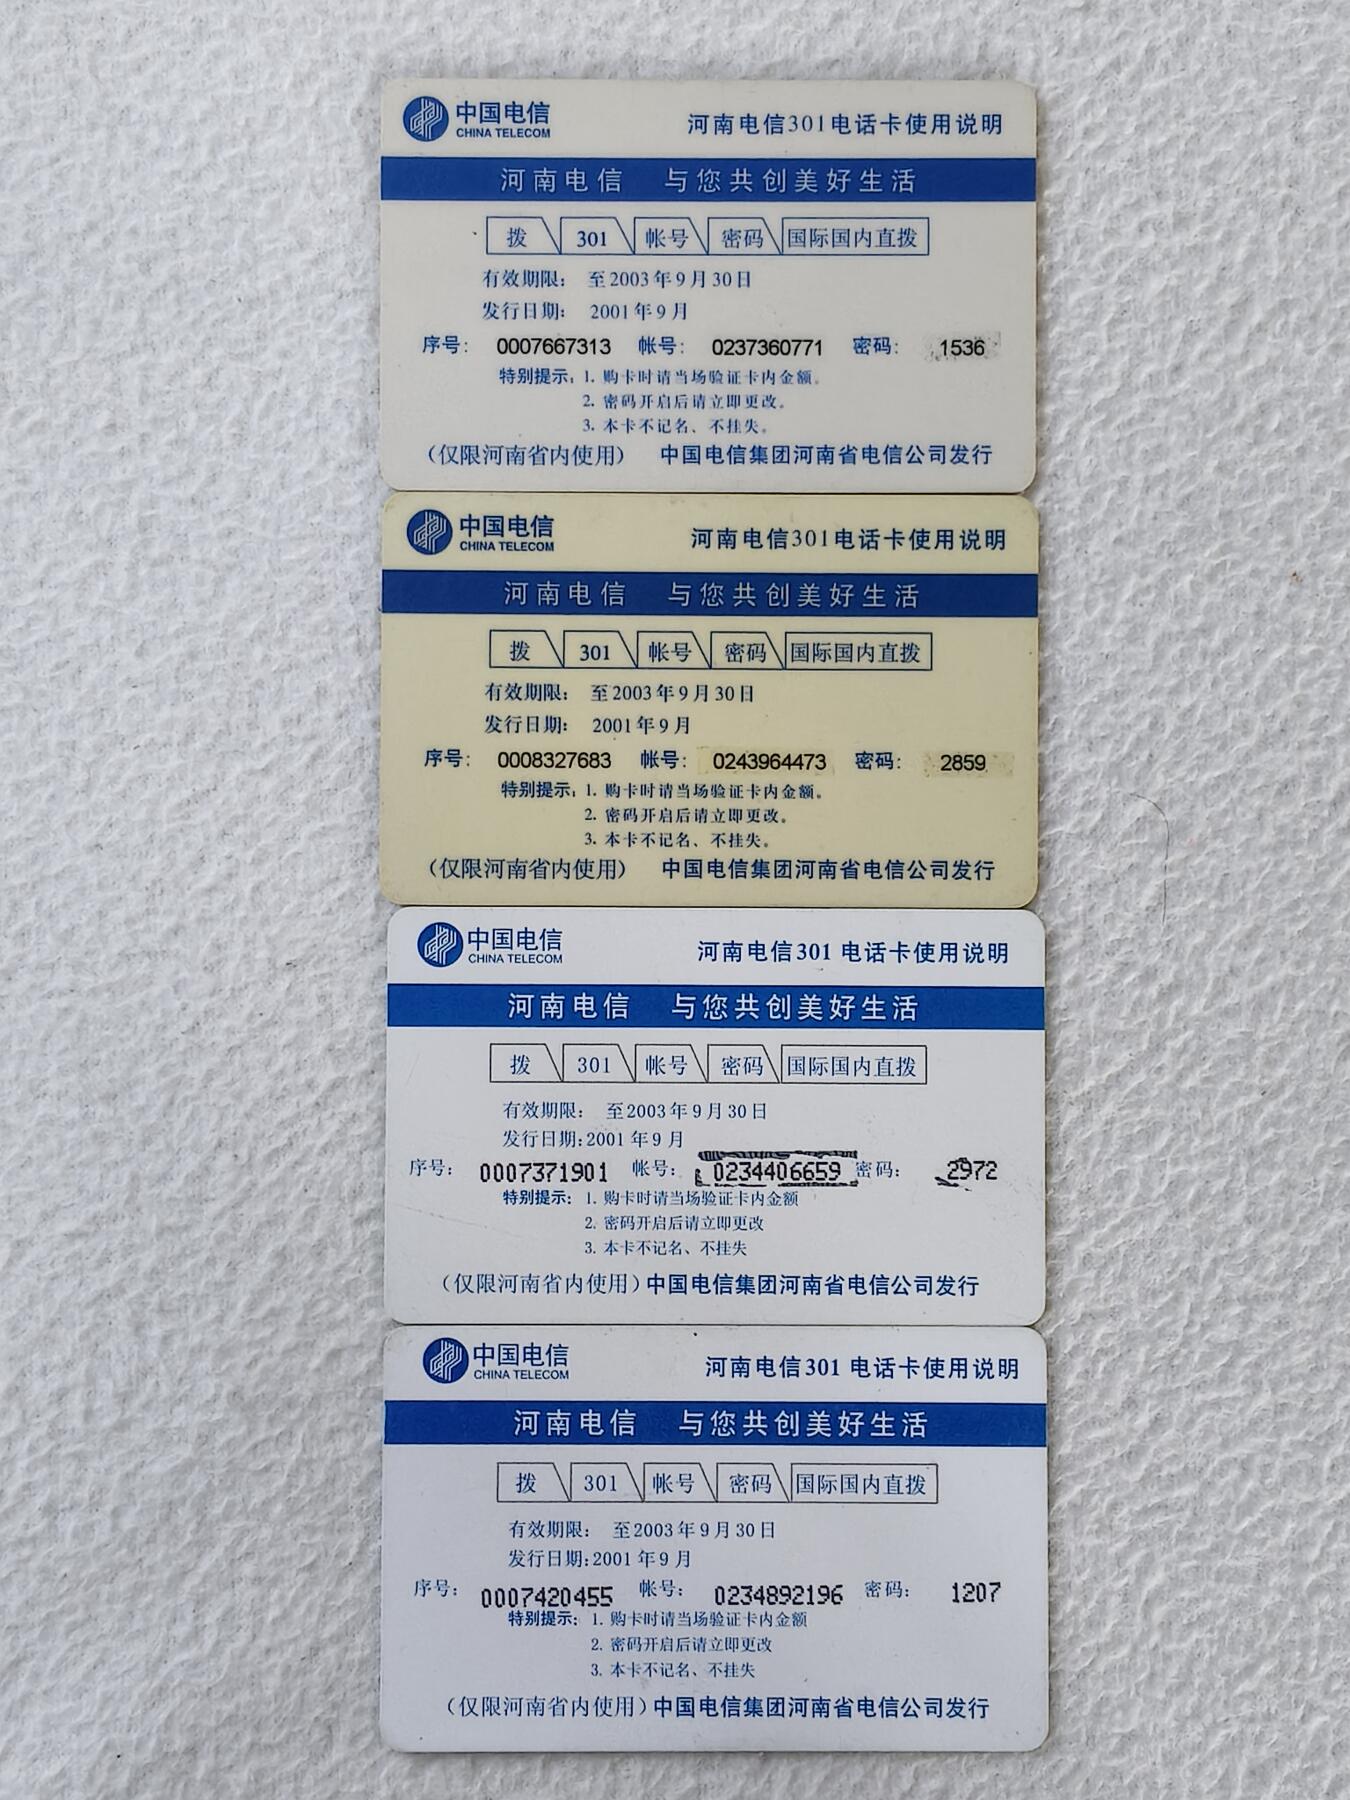 中国电信 河南电信301电话卡使用说明
CHINA TELECOM
河南电信 与您共创美好生活
拨 301 帐号 密码 国际国内直拨
有效期限： 至2003年9月30日
发行日期： 2001年9月
序号： 0007667313 帐号： 0237360771 密码： 1536
特别提示：1. 购卡时请当场验证卡内金额。
2. 密码开启后请立即更改。
3. 本卡不记名、不挂失。
（仅限河南省内使用） 中国电信集团河南省电信公司发行
中国电信 河南电信301电话卡使用说明
CHINA TELECOM
河南电信 与您共创美好生活
拨 301 帐号 密码 国际国内直拨
有效期限： 至2003年9月30日
发行日期： 2001年9月
序号： 0008327683 帐号： 0243964473 密码： 2859
特别提示：1. 购卡时请当场验证卡内金额。
2. 密码开启后请立即更改。
3. 本卡不记名、不挂失。
（仅限河南省内使用） 中国电信集团河南省电信公司发行
中国电信 河南电信301 电话卡使用说明
CHINA TELECOM
河南电信 与您共创美好生活
拨 301 帐号 密码 国际国内直拨
有效期限： 至2003年9月30日
发行日期:2001年9月
序号： 0007371901 帐号： 0234406659 密码： 2972
特别提示： 1. 购卡时请当场验证卡内金额
2. 密码开启后请立即更改
3. 本卡不记名、不挂失
（仅限河南省内使用）中国电信集团河南省电信公司发行
中国电信 河南电信301 电话卡使用说明
CHINA TELECOM
河南电信 与您共创美好生活
拨 301 帐号 密码 国际国内直拨
有效期限： 至2003年9月30日
发行日期:2001年9月
序号： 0007420455 帐号： 0234892196 密码： 1207
特别提示： 1. 购卡时请当场验证卡内金额
2. 密码开启后请立即更改
3. 本卡不记名、不挂失
（仅限河南省内使用）中国电信集团河南省电信公司发行